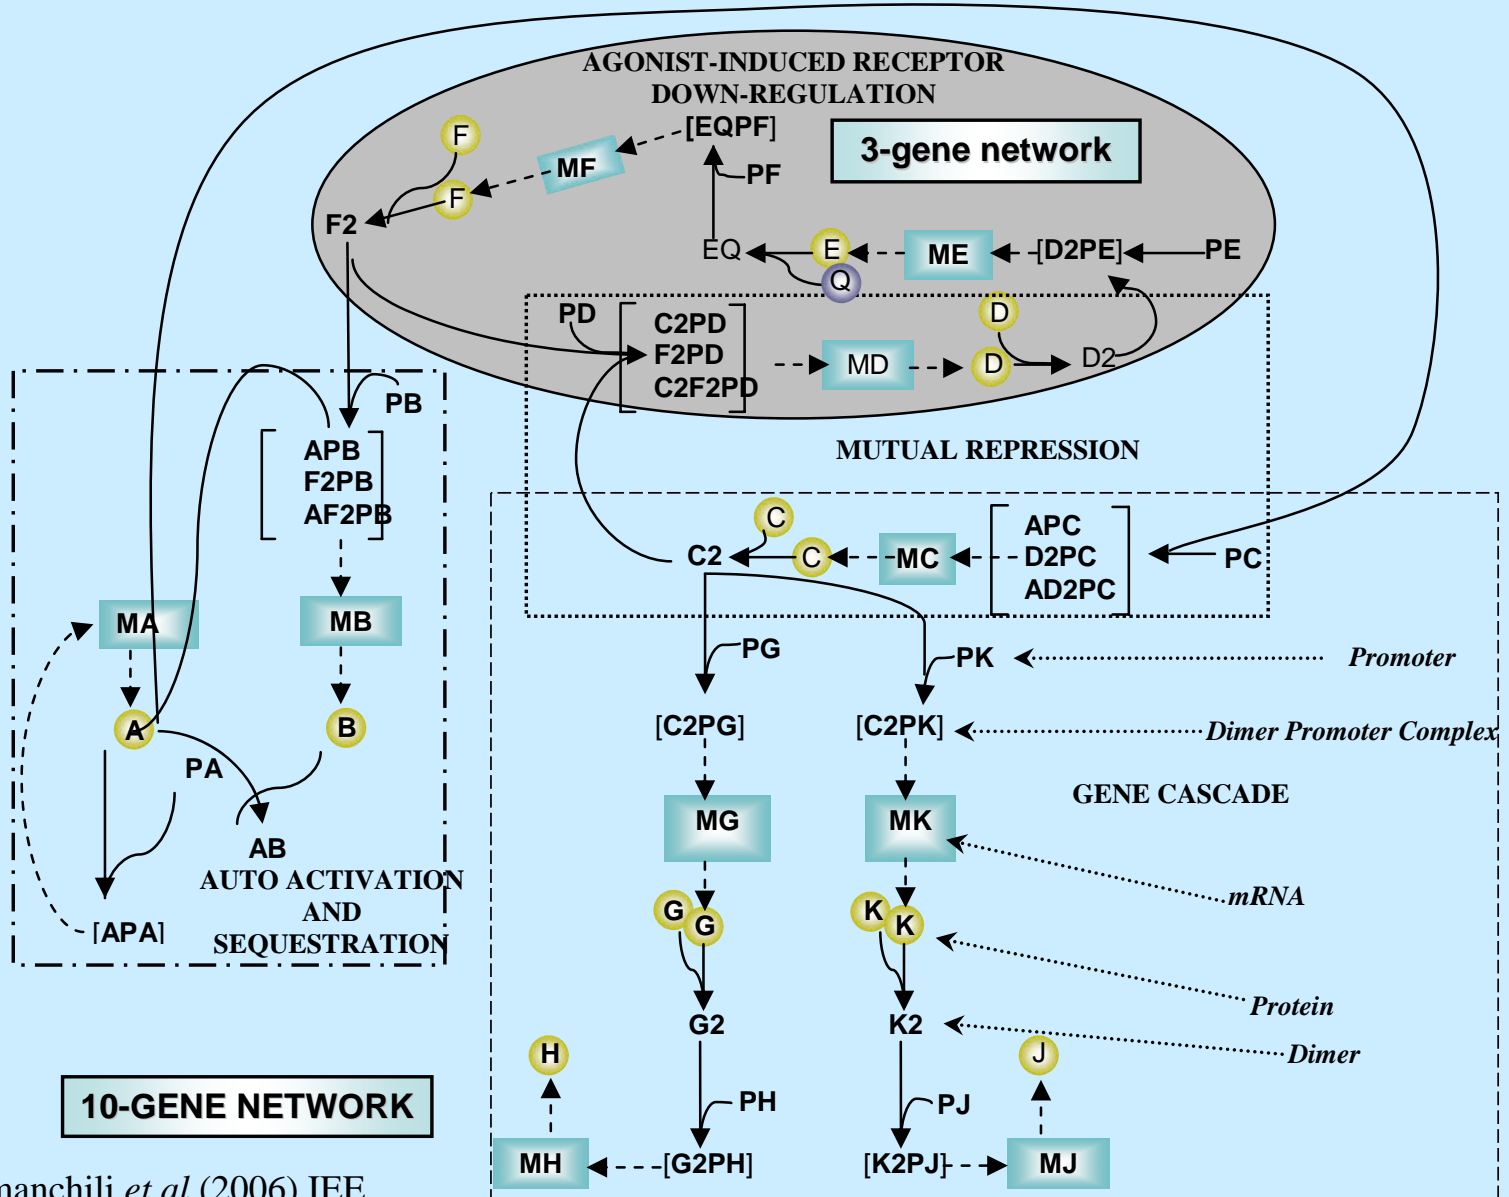 AGONIST-INDUCED RECEPTOR
DOWN-REGULATION
3-gene network
[EQPF]
F
MF
PF
F
F2
EQ
E
ME
[D2PE]
PE
Q
PD
C2PD
F2PD
C2F2PD
MD
D
D
D2
PB
APB
F2PB
AF2PB
MUTUAL REPRESSION
C
C2
C
MC
APC
D2PC
AD2PC
PC
MA
MB
PG
PK
Promoter
A
B
[C2PG]
[C2PK]
Dimer Promoter Complex
PA
GENE CASCADE
MG
MK
AB
AUTO ACTIVATION
AND
SEQUESTRATION
[APA]
mRNA
G
G
K
K
Protein
G2
K2
Dimer
H
J
10-GENE NETWORK
PH
PJ
MH
[G2PH]
[K2PJ]
MJ
et al (2006) IEE